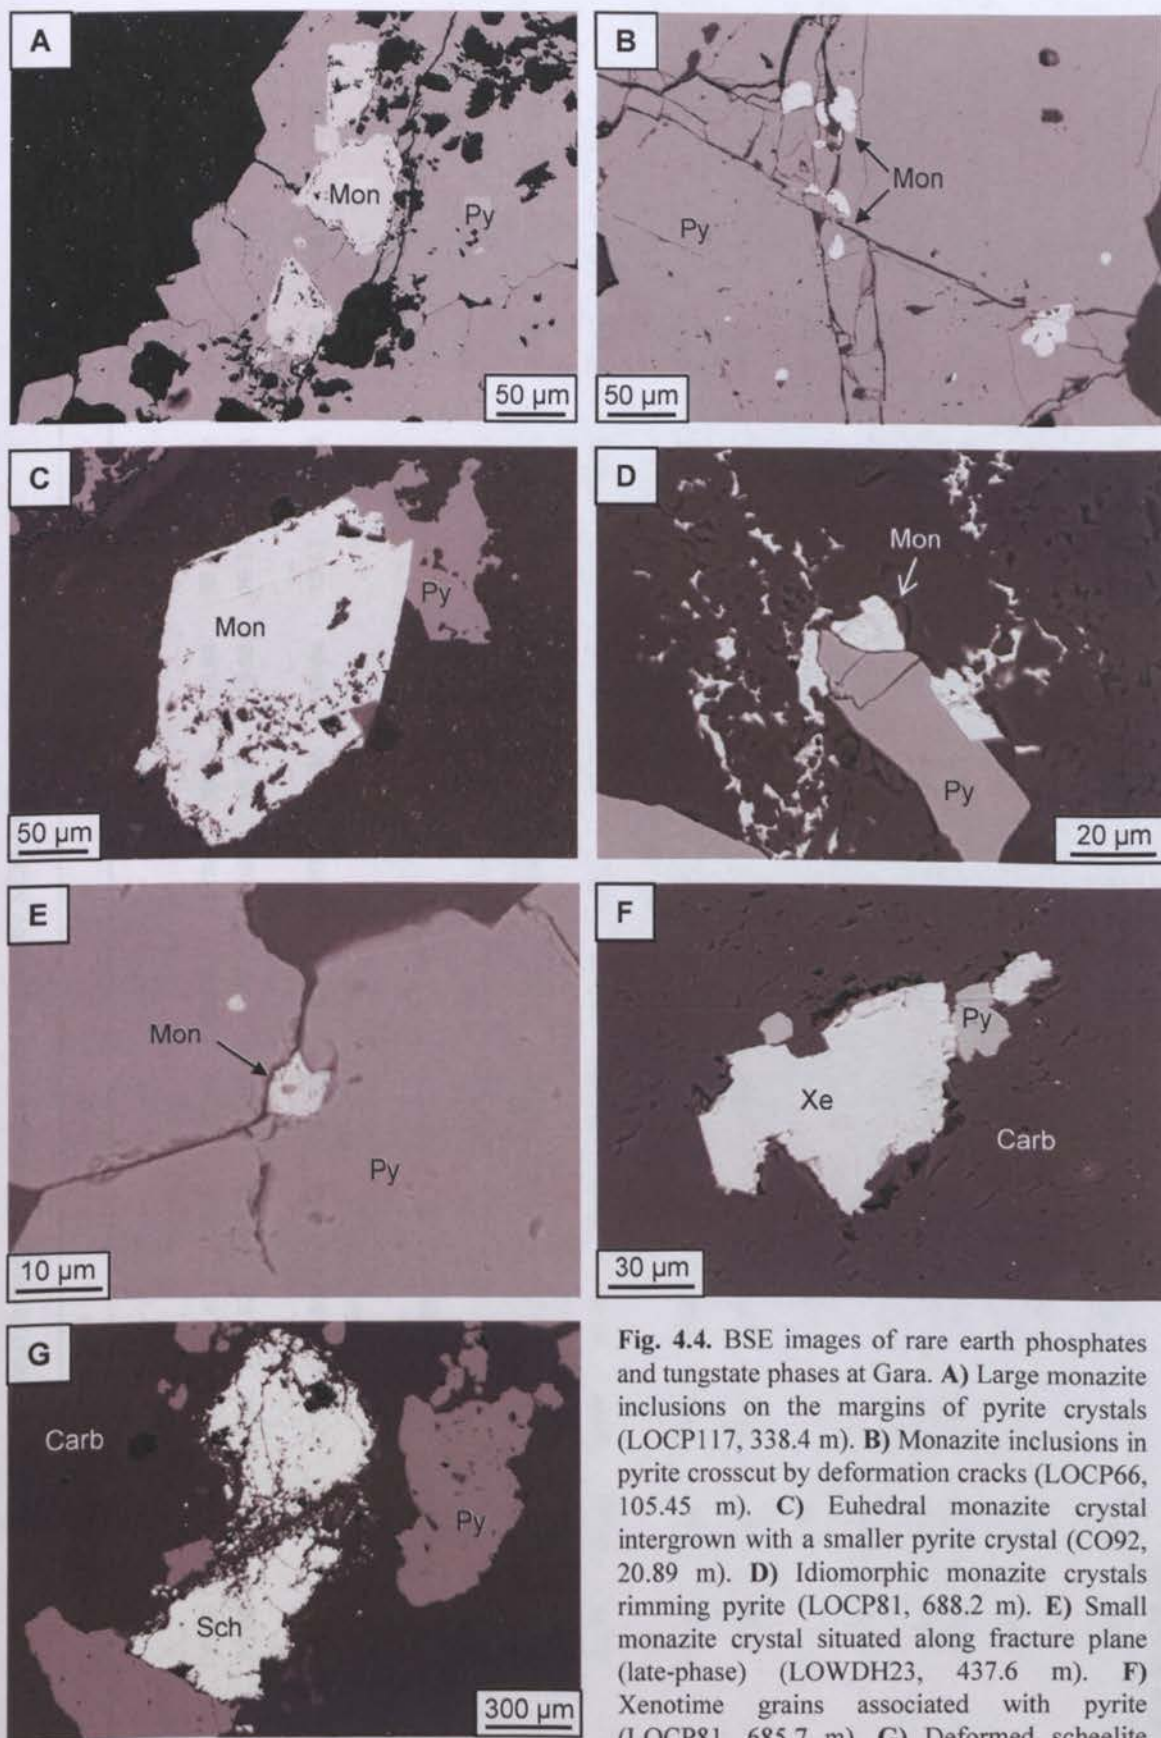 A
Mon
Py
50 µm
B
Mon
Py
50 µm
C
Mon
Py
50 µm
D
Mon
Py
20 µm
E
Mon
Py
10 µm
F
Py
Xe
Carb
30 µm
G
Carb
Py
Sch
300 µm
Fig. 4.4. BSE images of rare earth phosphates
and tungstate phases at Gara. A) Large monazite
inclusions on the margins of pyrite crystals
(LOCP117, 338.4 m). B) Monazite inclusions in
pyrite crosscut by deformation cracks (LOCP66,
105.45 m). C) Euhedral monazite crystal
intergrown with a smaller pyrite crystal (CO92,
20.89 m). D) Idiomorphic monazite crystals
rimming pyrite (LOCP81, 688.2 m). E) Small
monazite crystal situated along fracture plane
(late-phase) (LOWDH23, 437.6 m). F)
Xenotime grains associated with pyrite
(LOCP81, 685.7 m). G) Deformed scheelite